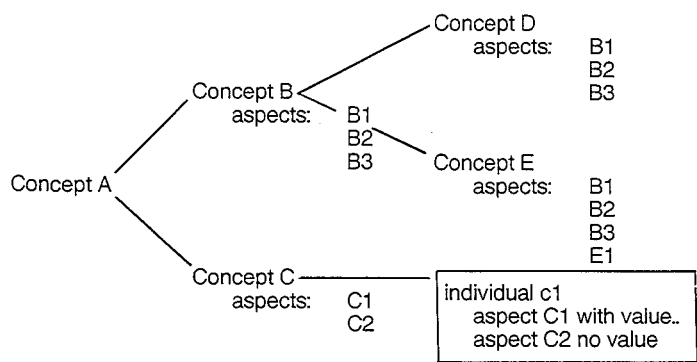 Concept D
aspects: B1
B2
B3
Concept B
aspects: B1
B2
B3
Concept E
aspects: B1
B2
B3
E1
Concept A
Concept C
aspects: C1
C2
individual c1
aspect C1 with value..
aspect C2 no value